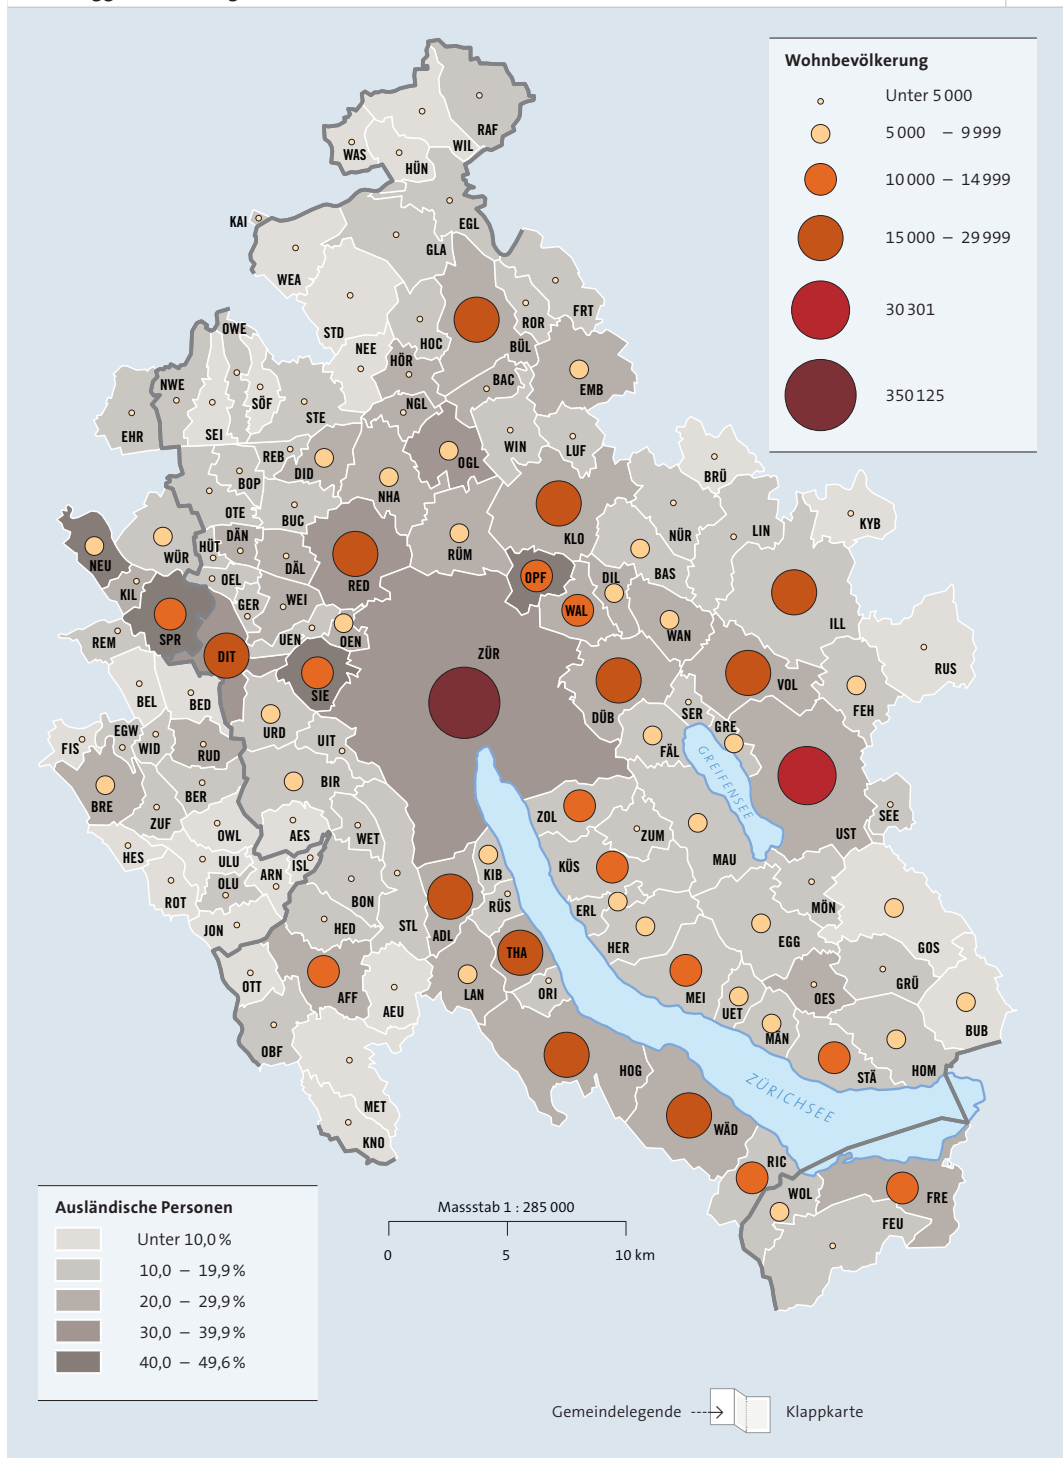 Wohnbevölkerung
Unter 5 000
5 000 – 9 999
10 000 – 14 999
15 000 – 29 999
30 301
350 125
RAF
WIL
WAS
HÜN
KAI
EGL
GLA
WEA
FRT
ROR
STD
OWE
HOC
BÜL
NEE
HÖR
BAC
EMB
NWE
SÖF
NGL
STE
EHR
SEI
WIN
LUF
REB
OGL
DID
BRÜ
BOP
NHA
OTE
BUC
KYB
LIN
DÄN
NÜR
KLO
RÜM
HÜT
WÜR
NEU
DÄL
BAS
OEL
OPF
DIL
RED
KIL
WEI
GER
WAL
ILL
REM
SPR
UEN
OEN
WAN
DIT
ZÜR
RUS
SIE
VOL
BEL
BED
SER
FEH
DÜB
GRE
URD
EGW
UIT
FIS
WID
RUD
FÄL
GREIFENSEE
BIR
BRE
BER
ZOL
SEE
ZUF
OWL
AES
WET
ZUM
UST
HES
ULU
ISL
MAU
KÜS
ARN
KIB
OLU
ROT
BON
RÜS
MÖN
ERL
JON
HED
STL
ADL
HER
EGG
GOS
THA
OTT
AFF
LAN
ORI
MEI
OES
GRÜ
AEU
UET
BUB
OBF
MÄN
HOG
STÄ
HOM
ZÜRICHSEE
MET
WÄD
KNO
RIC
WOL
FRE
FEU
Ausländische Personen
Unter 10,0 %
10,0 – 19,9 %
20,0 – 29,9 %
30,0 – 39,9 %
40,0 – 49,6 %
Massstab 1 : 285 000
0 5 10 km
Gemeindelegende Klappkarte